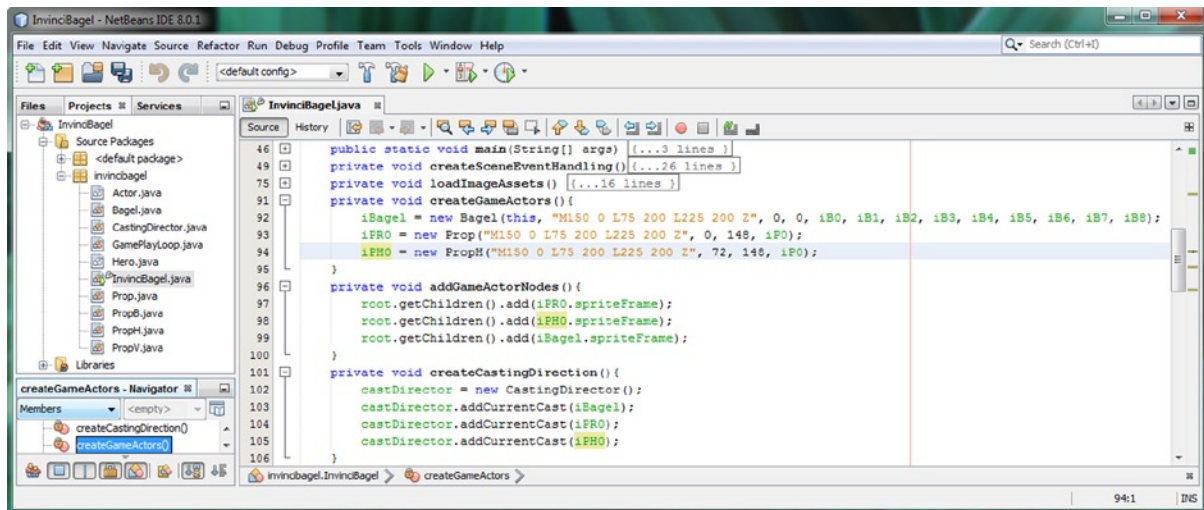 InvinciBagel - NetBeans IDE 8.0.1
File Edit View Navigate Source Refactor Run Debug Profile Team Tools Window Help
Search (Ctrl+I)
<default config>
Files Projects Services
InvinciBagel.java
InvinciBagel
Source Packages
<default package>
invincibagel
Actor.java
Bagel.java
CastingDirector.java
GamePlayLoop.java
Hero.java
InvinciBagel.java
Prop.java
PropB.java
PropH.java
PropV.java
Libraries
createGameActors - Navigator
Members <empty>
createCastingDirection()
createGameActors()
Source History
46 public static void main(String[] args) {...3 lines }
49 private void createSceneEventHandling() {...26 lines }
75 private void loadImageAssets() {...16 lines }
91 private void createGameActors(){
92 iBagel = new Bagel(this, "M150 0 L75 200 L225 200 Z", 0, 0, iB0, iB1, iB2, iB3, iB4, iB5, iB6, iB7, iB8);
93 iPR0 = new Prop("M150 0 L75 200 L225 200 Z", 0, 148, iP0);
94 iPH0 = new PropH("M150 0 L75 200 L225 200 Z", 72, 148, iP0);
95 }
96 private void addGameActorNodes(){
97 root.getChildren().add(iPR0.spriteFrame);
98 root.getChildren().add(iPH0.spriteFrame);
99 root.getChildren().add(iBagel.spriteFrame);
100 }
101 private void createCastingDirection(){
102 castDirector = new CastingDirector();
103 castDirector.addCurrentCast(iBagel);
104 castDirector.addCurrentCast(iPR0);
105 castDirector.addCurrentCast(iPH0);
106 }
invincibagel.InvinciBagel createGameActors
94:1 INS